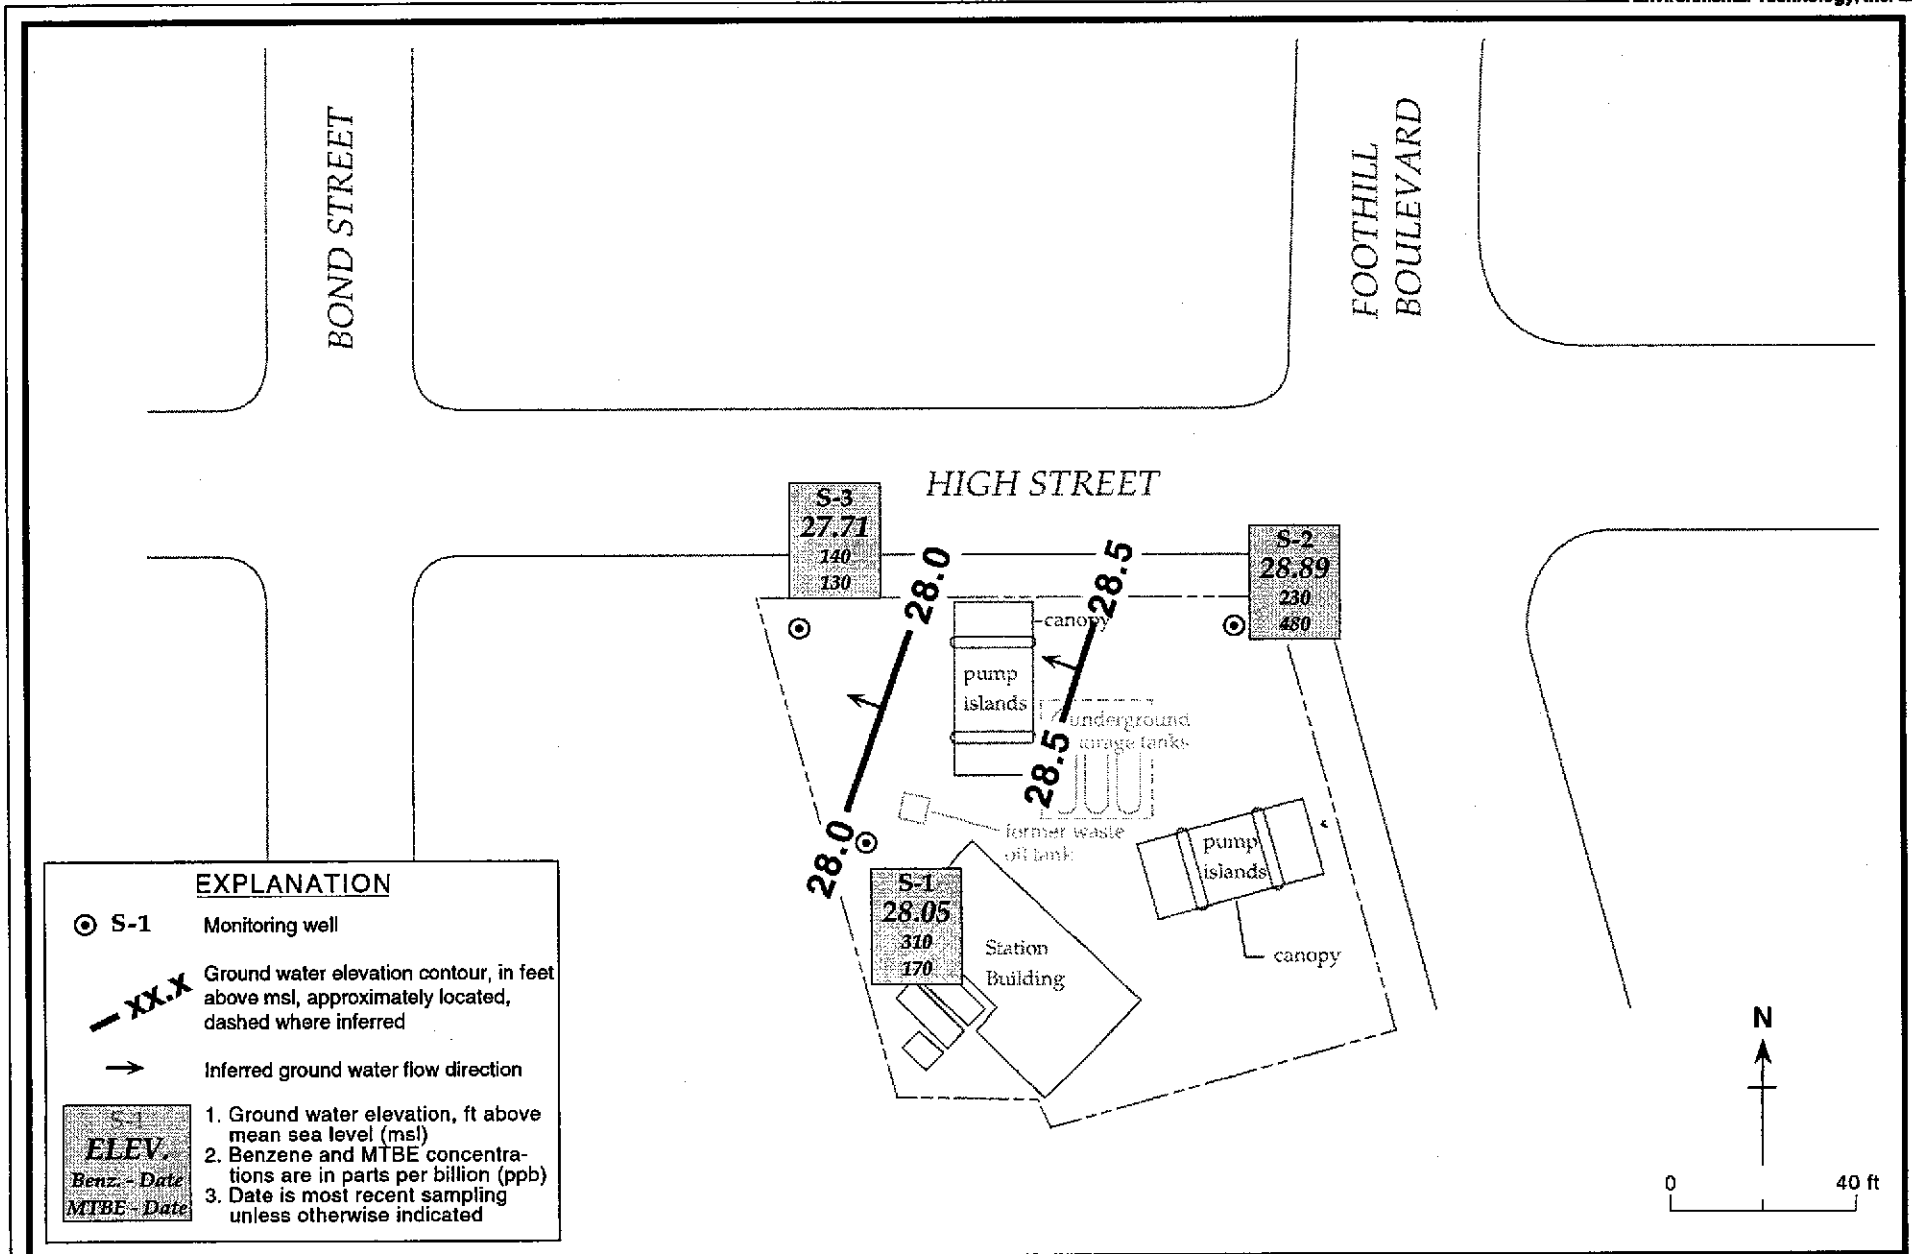 BOND STREET
FOOTHILL
BOULEVARD
HIGH STREET
S-3
27.71
140
130
S-2
28.89
230
480
28.0
28.5
canopy
pump
islands
underground
storage tanks
28.5
28.0
former waste
oil tank
pump
islands
canopy
S-1
28.05
310
170
Station
Building
EXPLANATION
S-1 Monitoring well
XX.X Ground water elevation contour, in feet
above msl, approximately located,
dashed where inferred
Inferred ground water flow direction
S-1
ELEV.
Benz. - Date
MTBE - Date
1. Ground water elevation, ft above
mean sea level (msl)
2. Benzene and MTBE concentra-
tions are in parts per billion (ppb)
3. Date is most recent sampling
unless otherwise indicated
N
0 40 ft